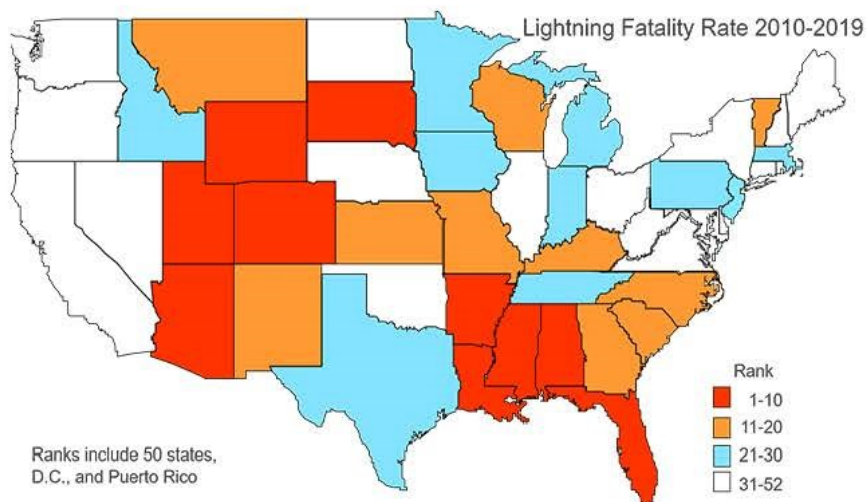 Lightning Fatality Rate 2010-2019
Rank
1-10
11-20
21-30
31-52
Ranks include 50 states,
D.C., and Puerto Rico